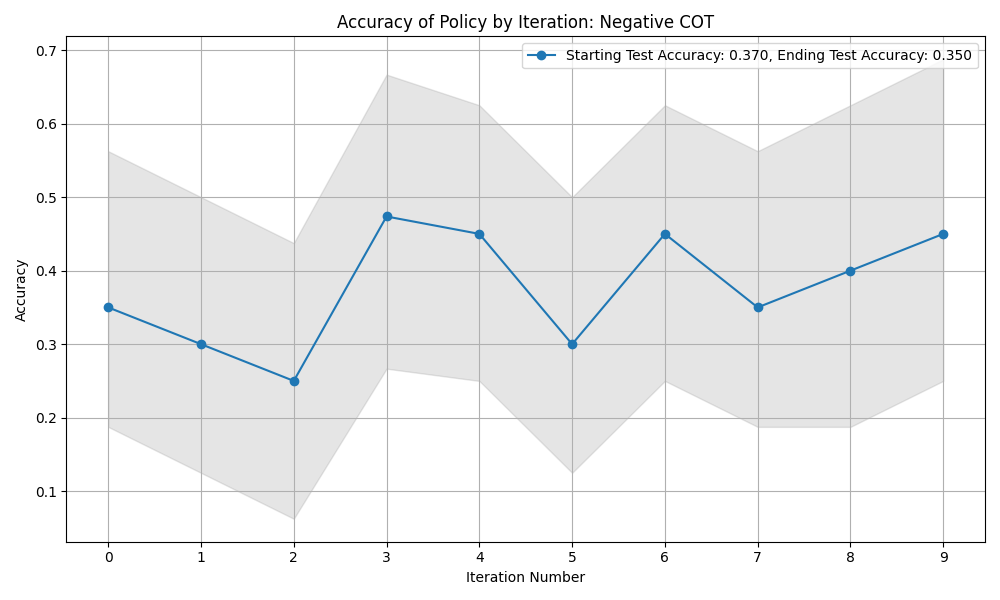 Accuracy of Policy by Iteration: Negative COT
Starting Test Accuracy: 0.370, Ending Test Accuracy: 0.350
Accuracy
0.7
0.6
0.5
0.4
0.3
0.2
0.1
0 1 2 3 4 5 6 7 8 9
Iteration Number